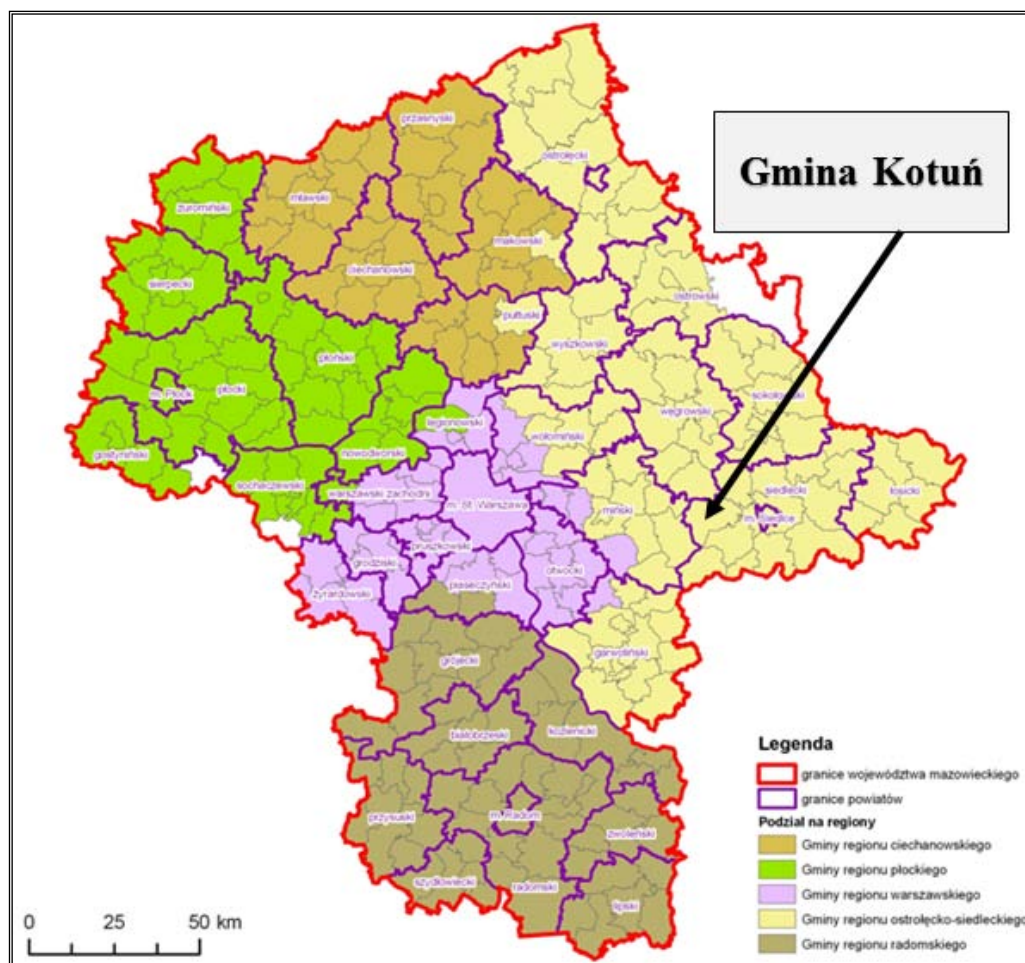 przasnyski
ostrołęcki
Gmina Kotuń
żuromiński
mławski
makowski
ciechanowski
sierpecki
ostrowski
pułtuski
wyszkowski
płoński
m. Płock
płocki
węgrowski
sokołowski
legionowski
wołomiński
gostyniński
nowodworski
sochaczewski
warszawski zachodni
m. St. Warszawa
miński
siedlecki
łosicki
m. Siedlce
pruszkowski
grodziski
otwocki
piaseczyński
żyrardowski
garwoliński
grójecki
białobrzeski
kozienicki
przysuski
m. Radom
zwoleński
szydłowiecki
radomski
lipski
Legenda
granice województwa mazowieckiego
granice powiatów
Podział na regiony
Gminy regionu ciechanowskiego
Gminy regionu płockiego
Gminy regionu warszawskiego
Gminy regionu ostrołęcko-siedleckiego
Gminy regionu radomskiego
0 25 50 km